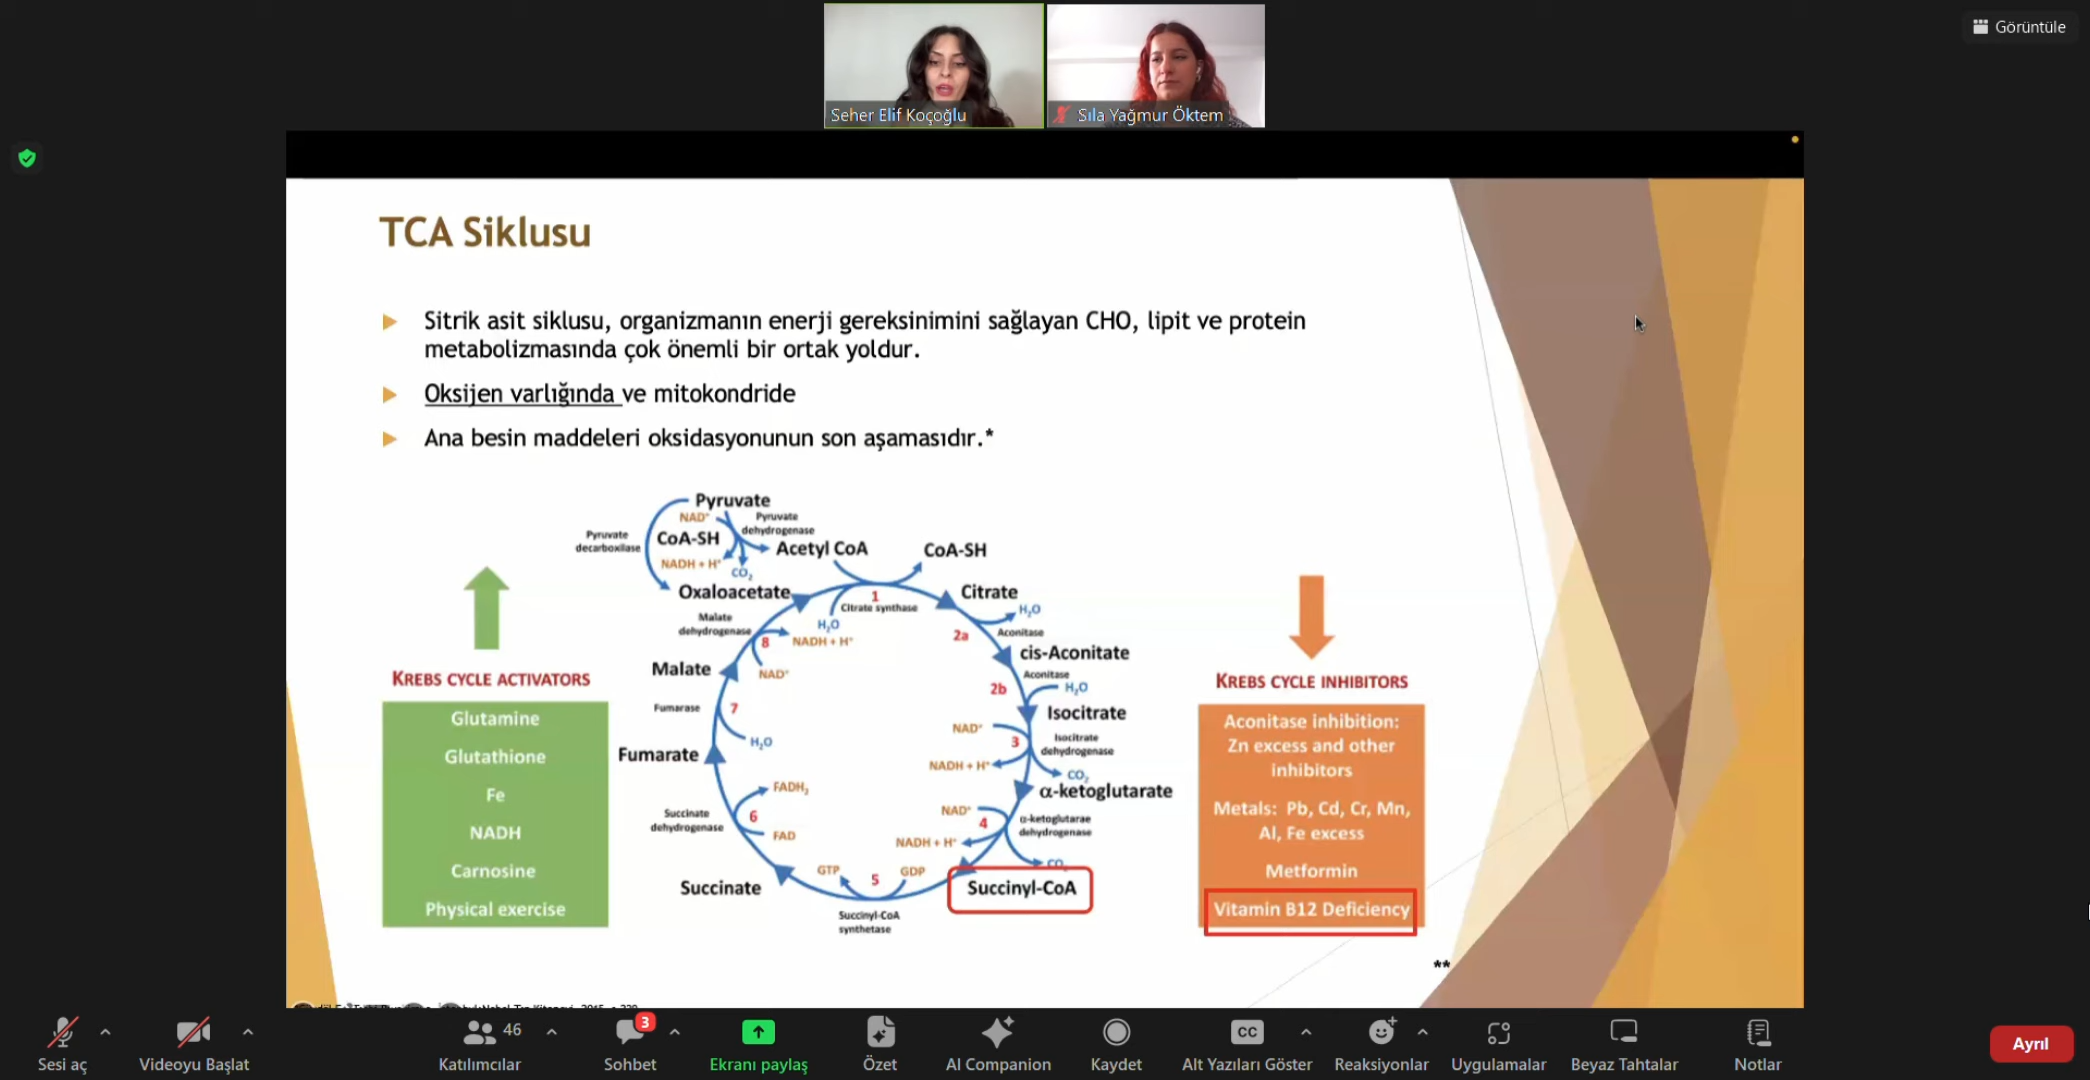 Görüntüle
Seher Elif Koçoğlu
Sıla Yağmur Öktem
TCA Siklusu
Sitrik asit siklusu, organizmanın enerji gereksinimini sağlayan CHO, lipit ve protein
metabolizmasında çok önemli bir ortak yoldur.
Oksijen varlığında ve mitokondride
Ana besin maddeleri oksidasyonunun son aşamasıdır.*
Pyruvate
NAD⁺
Pyruvate
dehydrogenase
Pyruvate
decarboxilase
CoA-SH
NADH + H⁺
CO₂
Acetyl CoA
CoA-SH
Oxaloacetate
1
Citrate synthase
H₂O
Citrate
H₂O
2a
Aconitase
cis-Aconitate
Aconitase
2b
H₂O
Isocitrate
NAD⁺
3
Isocitrate
dehydrogenase
NADH + H⁺
CO₂
α-ketoglutarate
NAD⁺
4
α-ketoglutarae
dehydrogenase
NADH + H⁺
CO₂
Succinyl-CoA
GTP
5
GDP
Succinyl-CoA
synthetase
Succinate
Succinate
dehydrogenase
6
FADH₂
FAD
Fumarate
Fumarase
7
H₂O
Malate
Malate
dehydrogenase
8
NADH + H⁺
NAD⁺
KREBS CYCLE ACTIVATORS
Glutamine
Glutathione
Fe
NADH
Carnosine
Physical exercise
KREBS CYCLE INHIBITORS
Aconitase inhibition:
Zn excess and other
inhibitors
Metals: Pb, Cd, Cr, Mn,
Al, Fe excess
Metformin
Vitamin B12 Deficiency
**
Sesi aç
Videoyu Başlat
46
Katılımcılar
3
Sohbet
Ekranı paylaş
Özet
AI Companion
Kaydet
CC
Alt Yazıları Göster
Reaksiyonlar
Uygulamalar
Beyaz Tahtalar
Notlar
Ayrıl